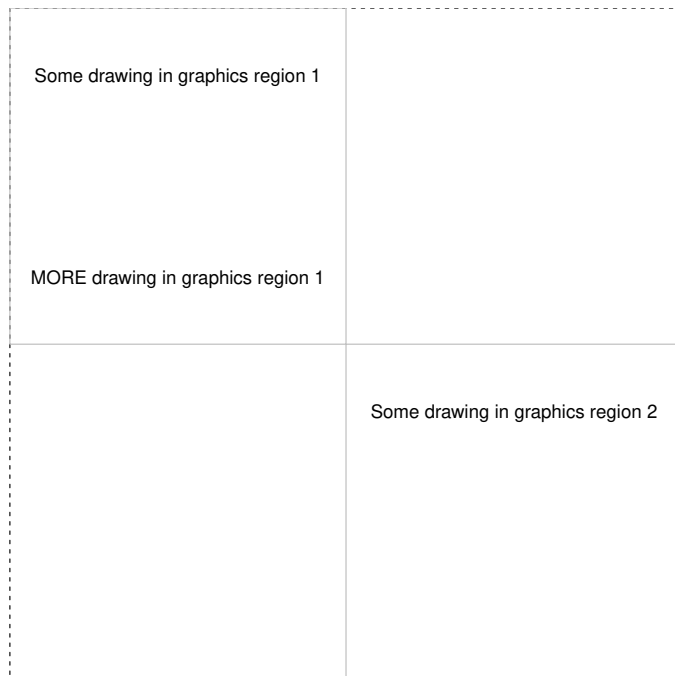 Some drawing in graphics region 1
MORE drawing in graphics region 1
Some drawing in graphics region 2